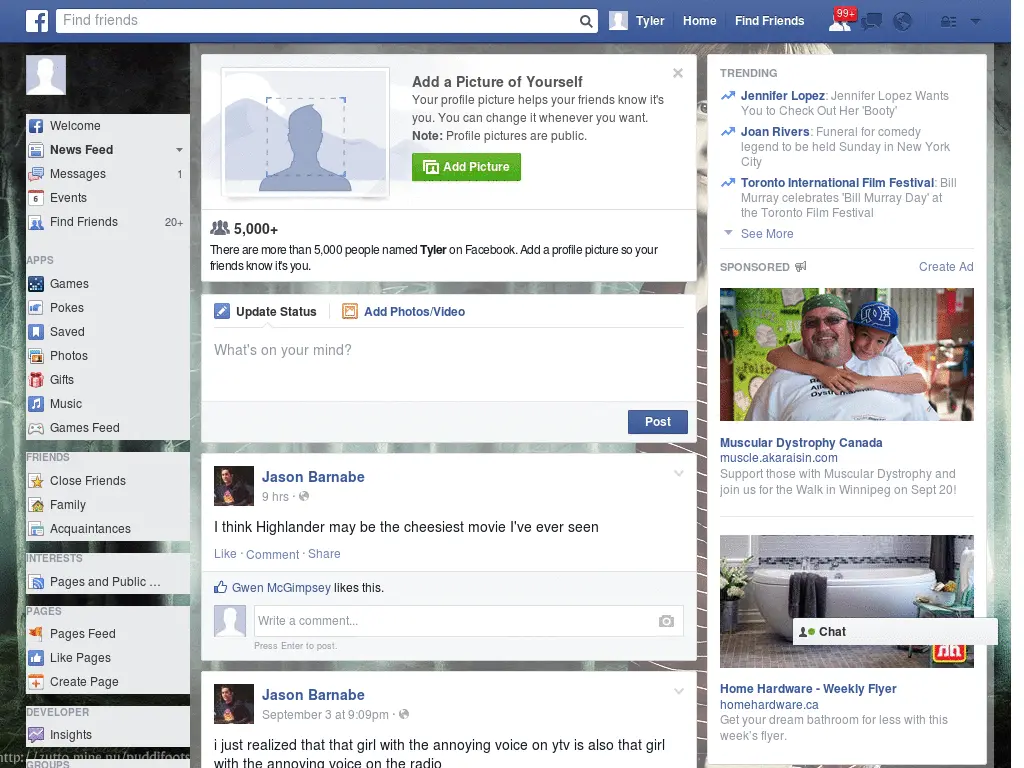 Find friends
Tyler
Home
Find Friends
99+
Welcome
News Feed
Messages
1
6
Events
Find Friends
20+
APPS
Games
Pokes
Saved
Photos
Gifts
Music
Games Feed
FRIENDS
Close Friends
Family
Acquaintances
INTERESTS
Pages and Public ...
PAGES
Pages Feed
Like Pages
Create Page
DEVELOPER
Insights
GROUPS
Add a Picture of Yourself
Your profile picture helps your friends know it's
you. You can change it whenever you want.
Note: Profile pictures are public.
Add Picture
5,000+
There are more than 5,000 people named Tyler on Facebook. Add a profile picture so your
friends know it's you.
Update Status
Add Photos/Video
What's on your mind?
Post
Jason Barnabe
9 hrs ·
I think Highlander may be the cheesiest movie I've ever seen
Like · Comment · Share
Gwen McGimpsey likes this.
Write a comment...
Press Enter to post.
Jason Barnabe
September 3 at 9:09pm ·
i just realized that that girl with the annoying voice on ytv is also that girl
with the annoying voice on the radio
TRENDING
Jennifer Lopez: Jennifer Lopez Wants
You to Check Out Her 'Booty'
Joan Rivers: Funeral for comedy
legend to be held Sunday in New York
City
Toronto International Film Festival: Bill
Murray celebrates 'Bill Murray Day' at
the Toronto Film Festival
See More
SPONSORED
Create Ad
Muscular Dystrophy Canada
muscle.akaraisin.com
Support those with Muscular Dystrophy and
join us for the Walk in Winnipeg on Sept 20!
Chat
Home Hardware - Weekly Flyer
homehardware.ca
Get your dream bathroom for less with this
week's flyer.